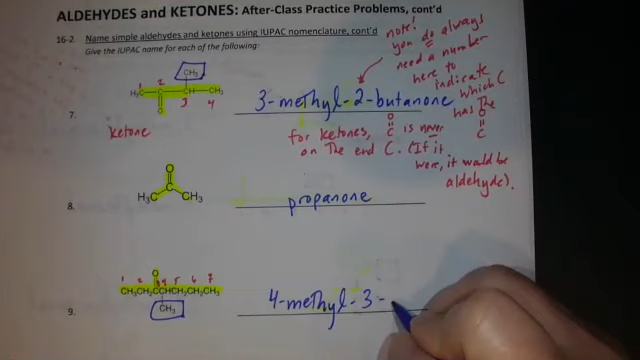 ALDEHYDES and KETONES: After-Class Practice Problems, cont'd
16-2. Name simple aldehydes and ketones using IUPAC nomenclature, cont'd
Give the IUPAC name for each of the following:
note!
you do always
need a number
here to
indicate
which C
has the
O
C
CH3
1 2
H3C C CH CH3
O 3 4
7.
3-methyl-2-butanone
ketone
for ketones, O C is never
on the end C. (If it
were, it would be
aldehyde).
O
H3C C CH3
8.
propanone
O
1 2 3 4 5 6 7
CH3CH2CCHCH2CH2CH3
CH3
9.
4-methyl-3-